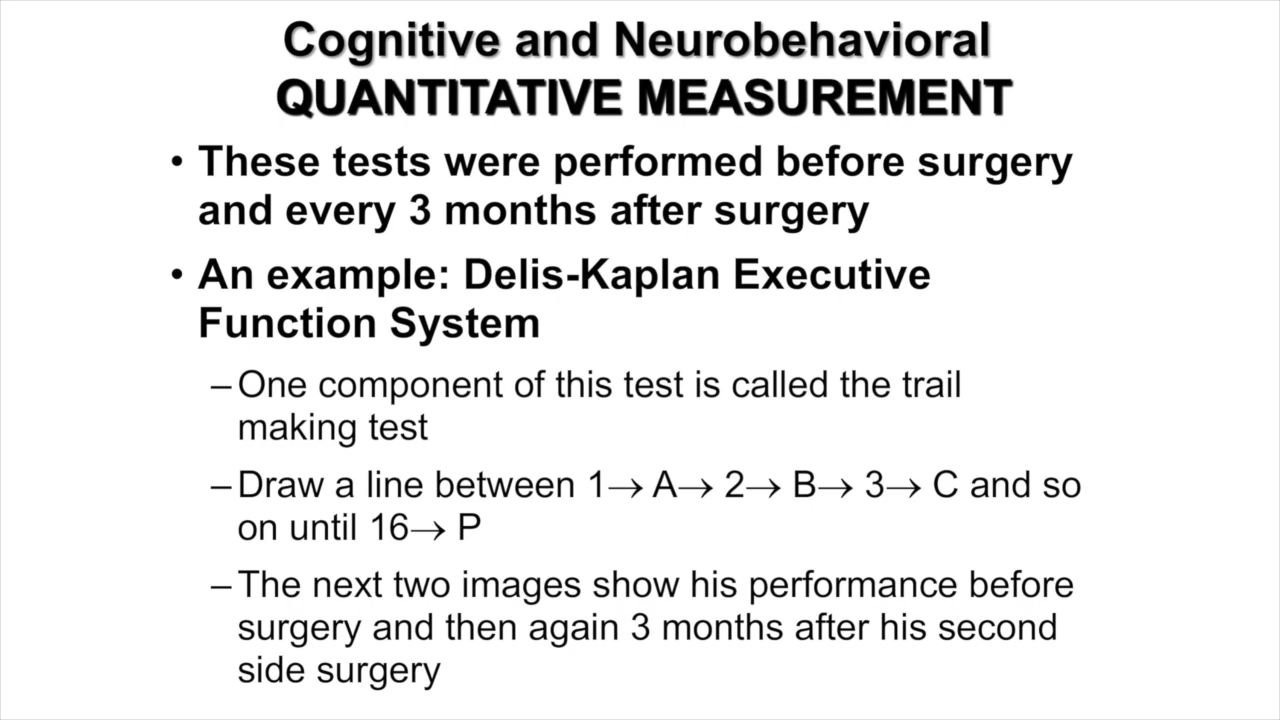 Cognitive and Neurobehavioral
QUANTITATIVE MEASUREMENT
• These tests were performed before surgery
and every 3 months after surgery
• An example: Delis-Kaplan Executive
Function System
– One component of this test is called the trail
making test
– Draw a line between 1→ A→ 2→ B→ 3→ C and so
on until 16→ P
– The next two images show his performance before
surgery and then again 3 months after his second
side surgery